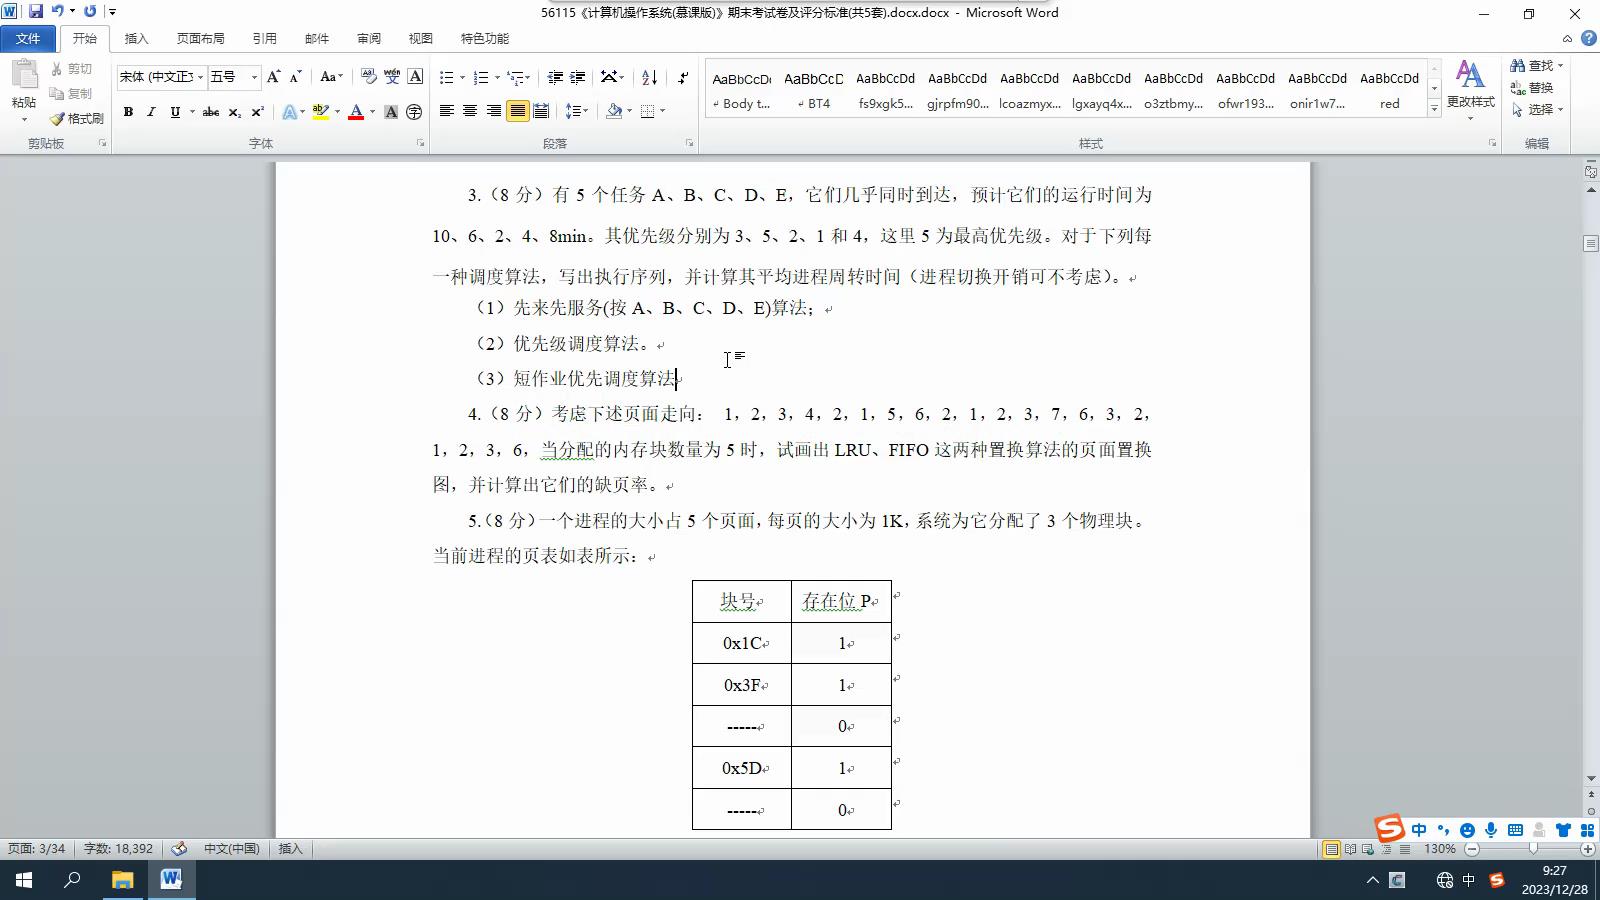 56115《计算机操作系统(慕课版)》期末考试卷及评分标准(共5套).docx.docx - Microsoft Word
文件 开始 插入 页面布局 引用 邮件 审阅 视图 特色功能
粘贴 剪切 复制 格式刷
宋体 (中文正文 五号
AaBbCcDc AaBbCcD AaBbCcDd AaBbCcDd AaBbCcDd AaBbCcDd AaBbCcDd AaBbCcDd AaBbCcDd AaBbCcDd
Body t... BT4 fs9xgk5... gjrpfm90... lcoazmyx... lgxayq4x... o3ztbmy... ofwr193... onir1w7... red
更改样式 查找 替换 选择
剪贴板 字体 段落 样式 编辑
3.（8 分）有 5 个任务 A、B、C、D、E，它们几乎同时到达，预计它们的运行时间为
10、6、2、4、8min。其优先级分别为 3、5、2、1 和 4，这里 5 为最高优先级。对于下列每
一种调度算法，写出执行序列，并计算其平均进程周转时间（进程切换开销可不考虑）。
（1）先来先服务(按 A、B、C、D、E)算法；
（2）优先级调度算法。
（3）短作业优先调度算法
4.（8 分）考虑下述页面走向： 1，2，3，4，2，1，5，6，2，1，2，3，7，6，3，2，
1，2，3，6，当分配的内存块数量为 5 时，试画出 LRU、FIFO 这两种置换算法的页面置换
图，并计算出它们的缺页率。
5.（8 分）一个进程的大小占 5 个页面，每页的大小为 1K，系统为它分配了 3 个物理块。
当前进程的页表如表所示：
块号 存在位 P
0x1C 1
0x3F 1
----- 0
0x5D 1
----- 0
页面: 3/34 字数: 18,392 中文(中国) 插入 130%
中
9:27
2023/12/28